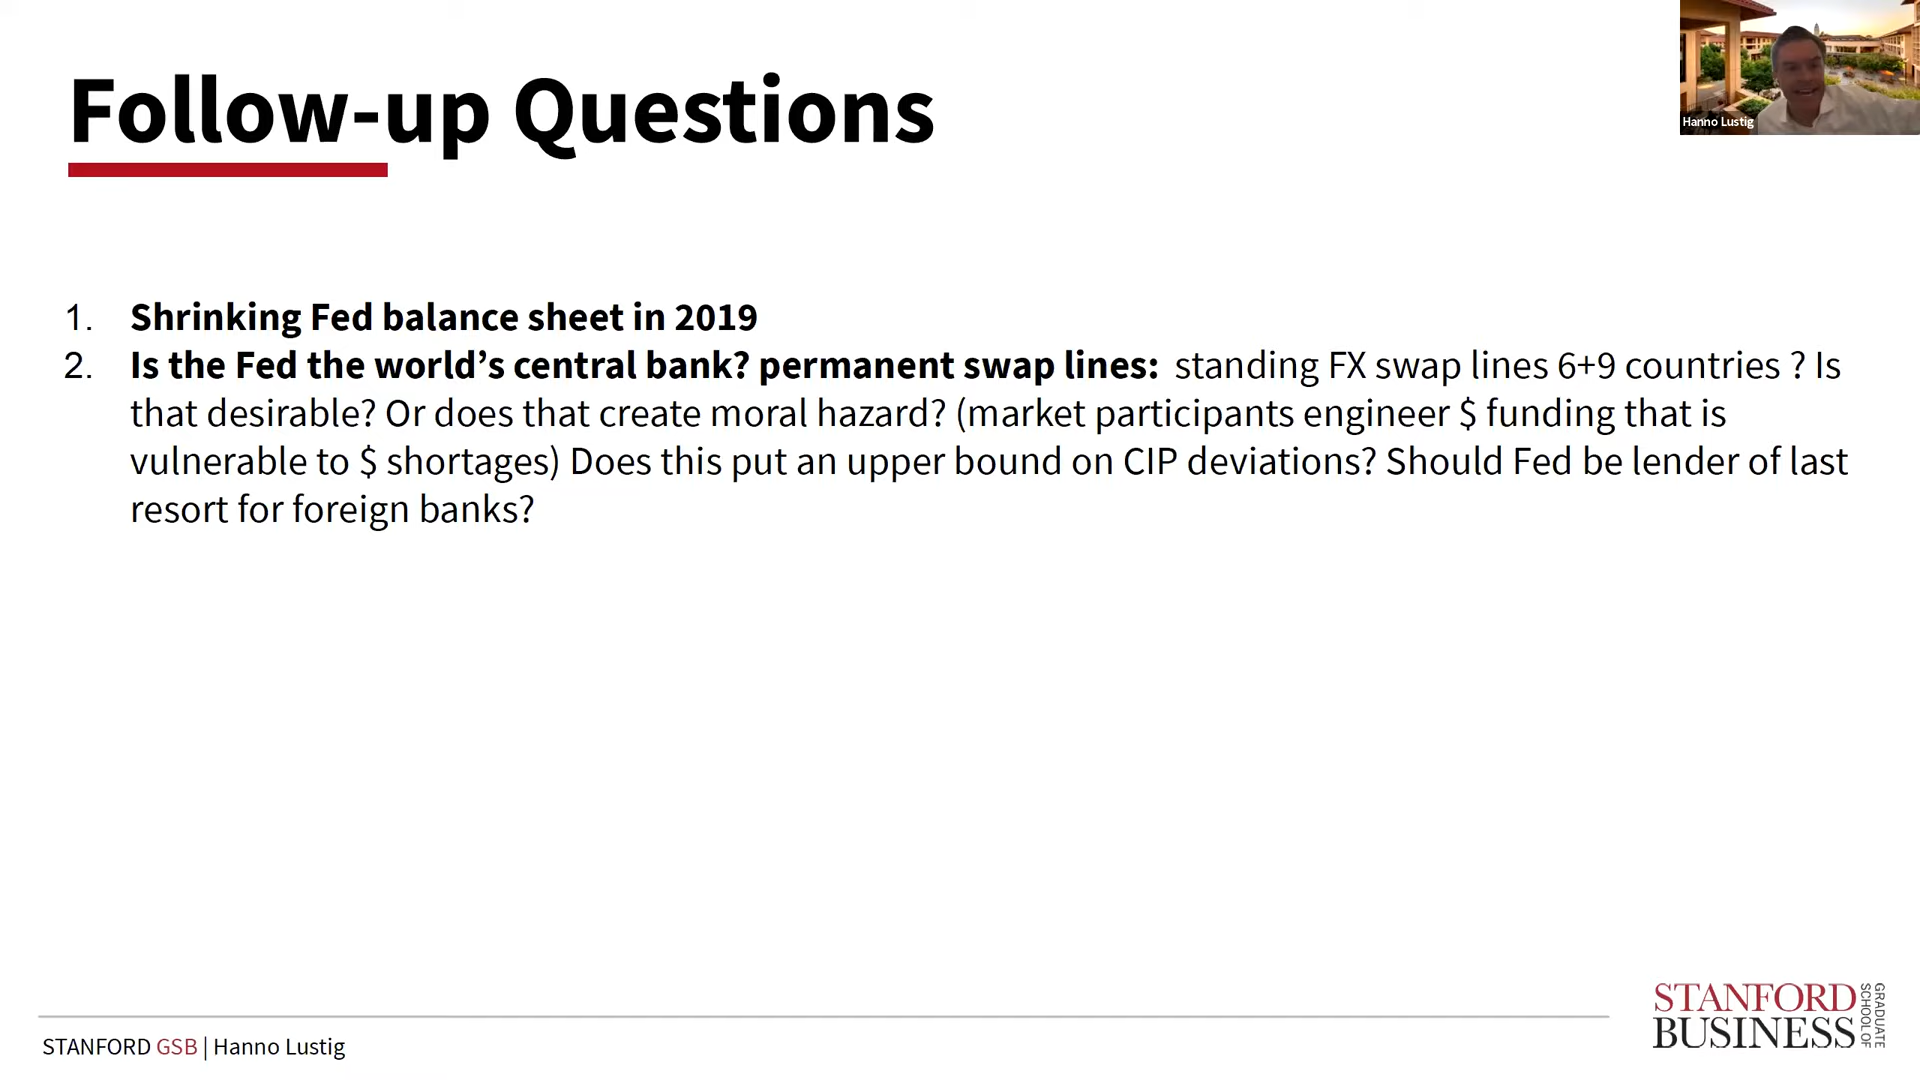 Follow-up Questions
Hanno Lustig
1. Shrinking Fed balance sheet in 2019
2. Is the Fed the world’s central bank? permanent swap lines: standing FX swap lines 6+9 countries ? Is
that desirable? Or does that create moral hazard? (market participants engineer $ funding that is
vulnerable to $ shortages) Does this put an upper bound on CIP deviations? Should Fed be lender of last
resort for foreign banks?
STANFORD GSB | Hanno Lustig
STANFORD
BUSINESS
GRADUATE
SCHOOL OF